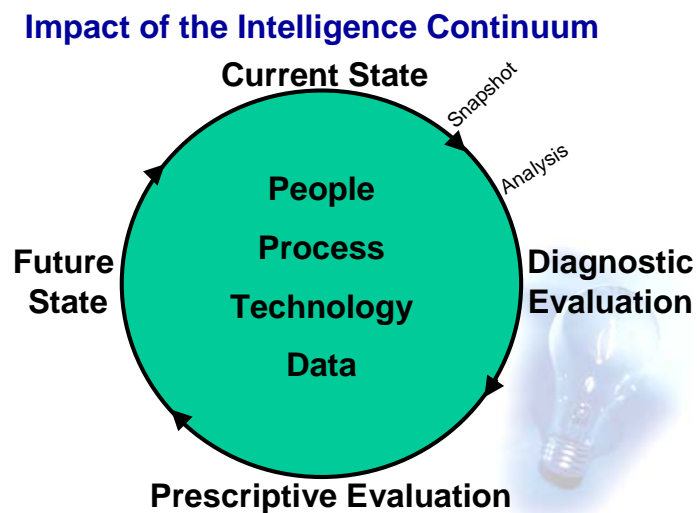 Impact of the Intelligence Continuum
Current State
Snapshot
Analysis
People
Process
Technology
Data
Future
State
Diagnostic
Evaluation
Prescriptive Evaluation